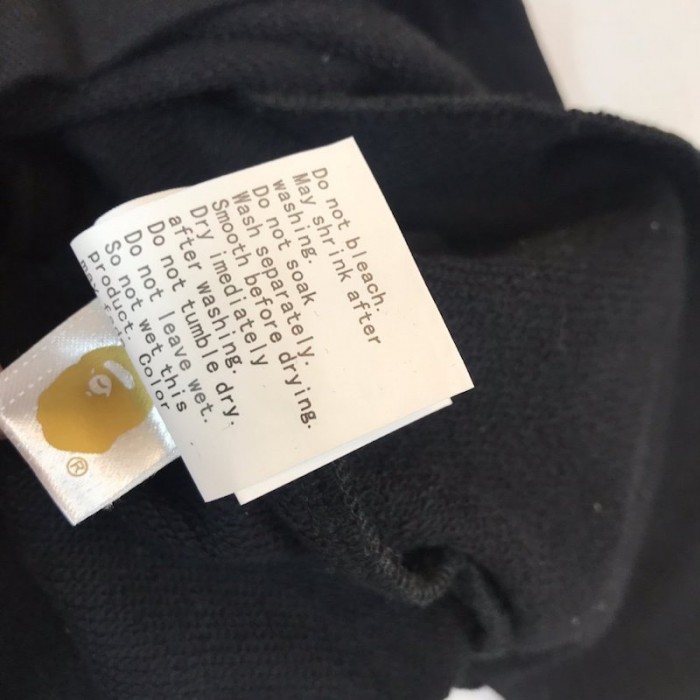 Do not bleach.
May shrink after
washing.
Do not soak
Wash separately.
Smooth before drying.
Dry imediately
after washing.
Do not tumble dry.
Do not leave wet.
So not wet this
product. Color
®